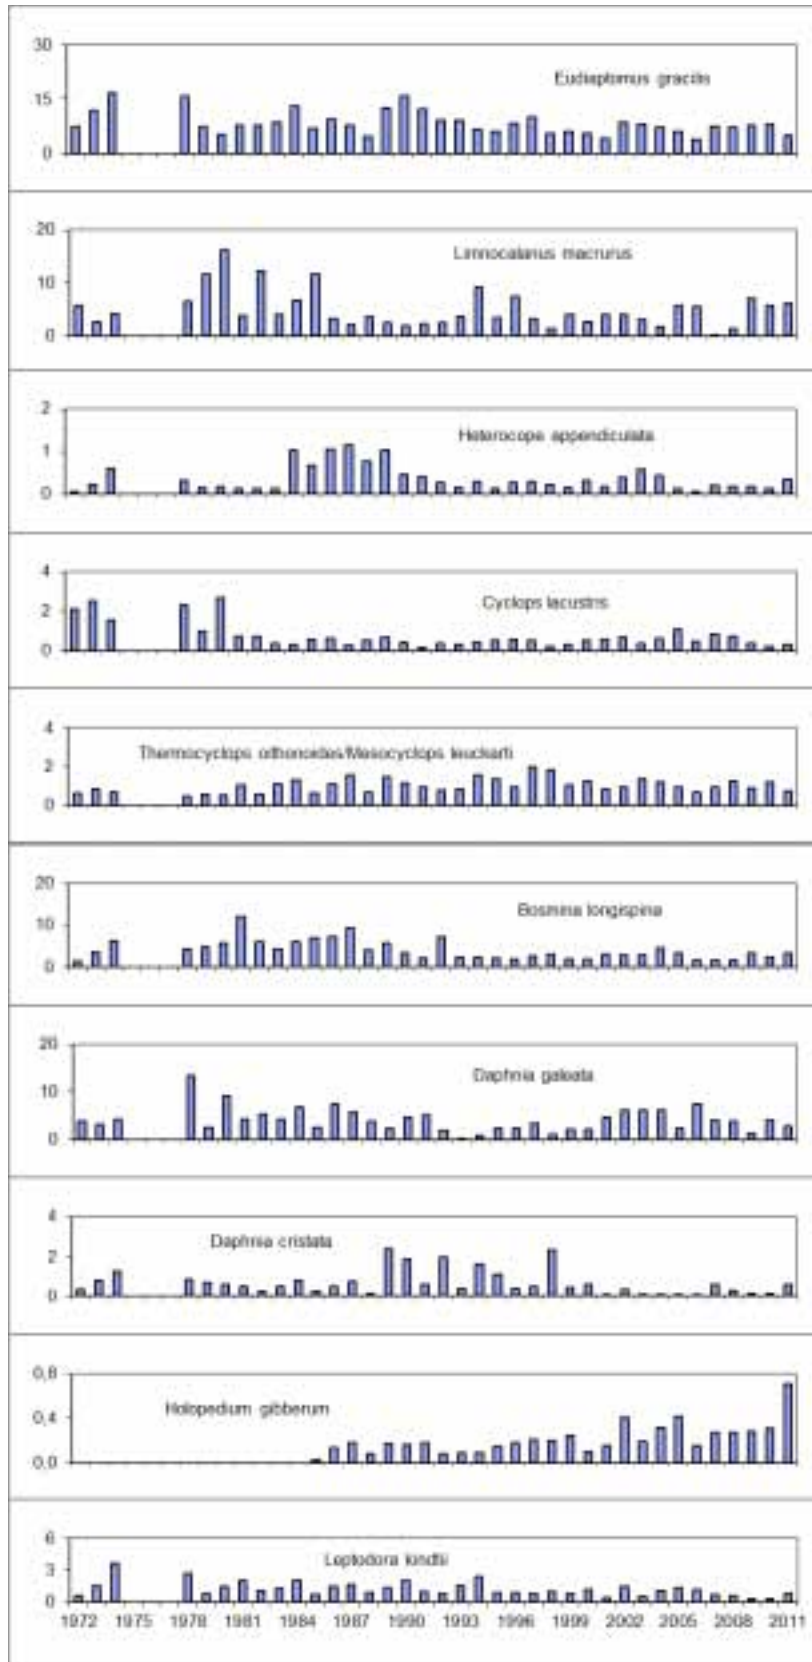 30
Eudiaptomus gracilis
15
0
20
Limnocalanus macrurus
10
0
2
Heterocope appendiculata
1
0
4
Cyclops lacustris
2
0
4
Thermocyclops oithonoides/Mesocyclops leuckarti
2
0
20
Bosmina longispina
10
0
20
Daphnia galeata
10
0
4
Daphnia cristata
2
0
0,8
Holopedium gibberum
0,4
0,0
6
Leptodora kindtii
3
0
1972 1975 1978 1981 1984 1987 1990 1993 1996 1999 2002 2005 2008 2011